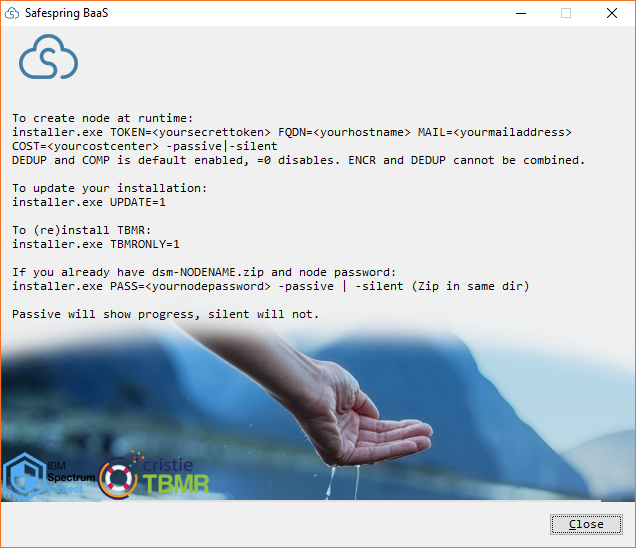 Safespring BaaS
To create node at runtime:
installer.exe TOKEN=<yoursecrettoken> FQDN=<yourhostname> MAIL=<yourmailaddress>
COST=<yourcostcenter> -passive|-silent
DEDUP and COMP is default enabled, =0 disables. ENCR and DEDUP cannot be combined.
To update your installation:
installer.exe UPDATE=1
To (re)install TBMR:
installer.exe TBMRONLY=1
If you already have dsm-NODENAME.zip and node password:
installer.exe PASS=<yournodepassword> -passive | -silent (Zip in same dir)
Passive will show progress, silent will not.
IBM
Spectrum
Protect
cristie
TBMR
Close